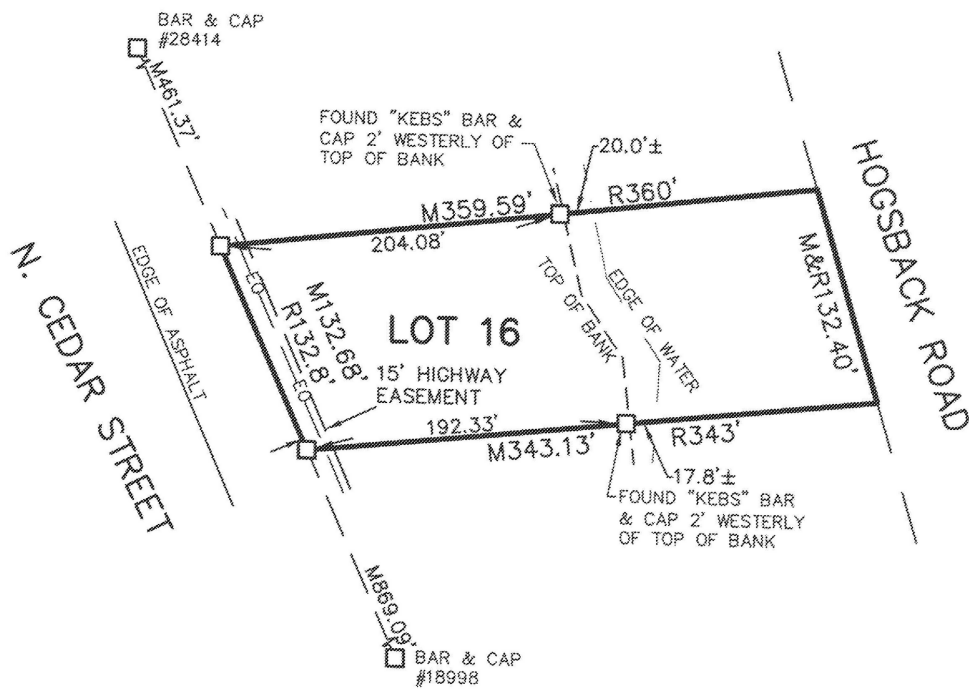 BAR & CAP
#28414
M461.37'
FOUND "KEBS" BAR &
CAP 2' WESTERLY OF
TOP OF BANK
20.0'±
HOGSBACK ROAD
M359.59'
R360'
204.08'
N. CEDAR STREET
EDGE OF ASPHALT
EO
M132.68'
R132.8'
EO
TOP OF BANK
EDGE OF WATER
M&R132.40'
LOT 16
15' HIGHWAY
EASEMENT
192.33'
M343.13'
R343'
17.8'±
FOUND "KEBS" BAR
& CAP 2' WESTERLY
OF TOP OF BANK
M869.09'
BAR & CAP
#18998